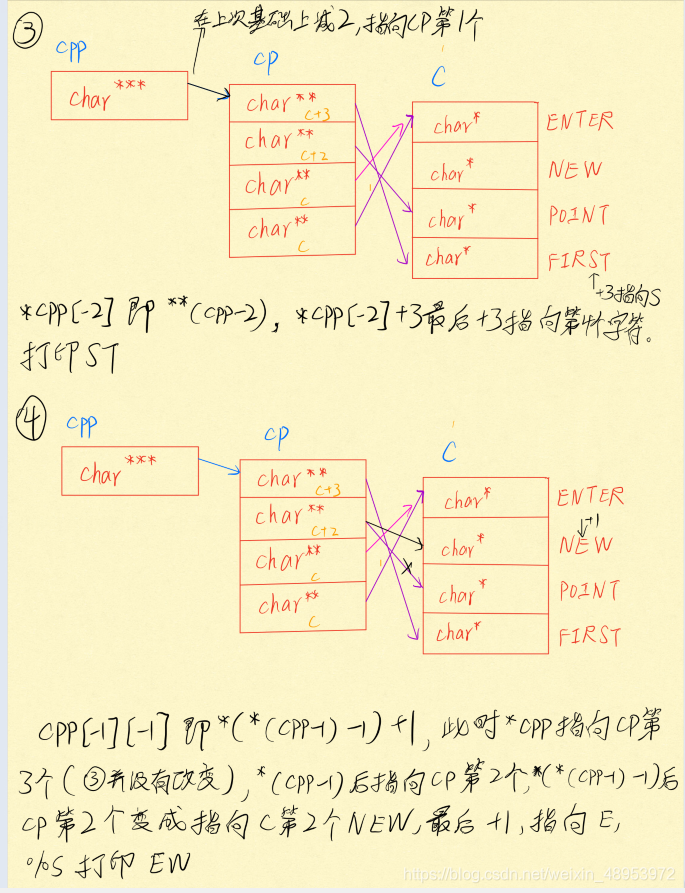 ③
在上次基础上减2,指向CP第1个
cpp
cp
C
char***
char**
c+3
char**
c+2
char**
c
char**
c
char* ENTER
char* NEW
char* POINT
char* FIRST
↑+3指向S
*CPP[-2] 即 **(CPP-2), *CPP[-2]+3最后+3指向第4个字符。
打印ST
④
cpp
cp
C
char***
char**
c+3
char**
c+2
char**
c
char**
c
char* ENTER
+1
char* NEW
char* POINT
char* FIRST
CPP[-1][-1] 即*(*(CPP-1)-1)+1, 此时*CPP指向CP第
3个(③并没有改变), *(CPP-1)后指向CP第2个,*(*(CPP-1)-1)后
CP第2个变成指向C第2个NEW,最后+1,指向E,
%S 打印 EW
https://blog.csdn.net/weixin_48953972